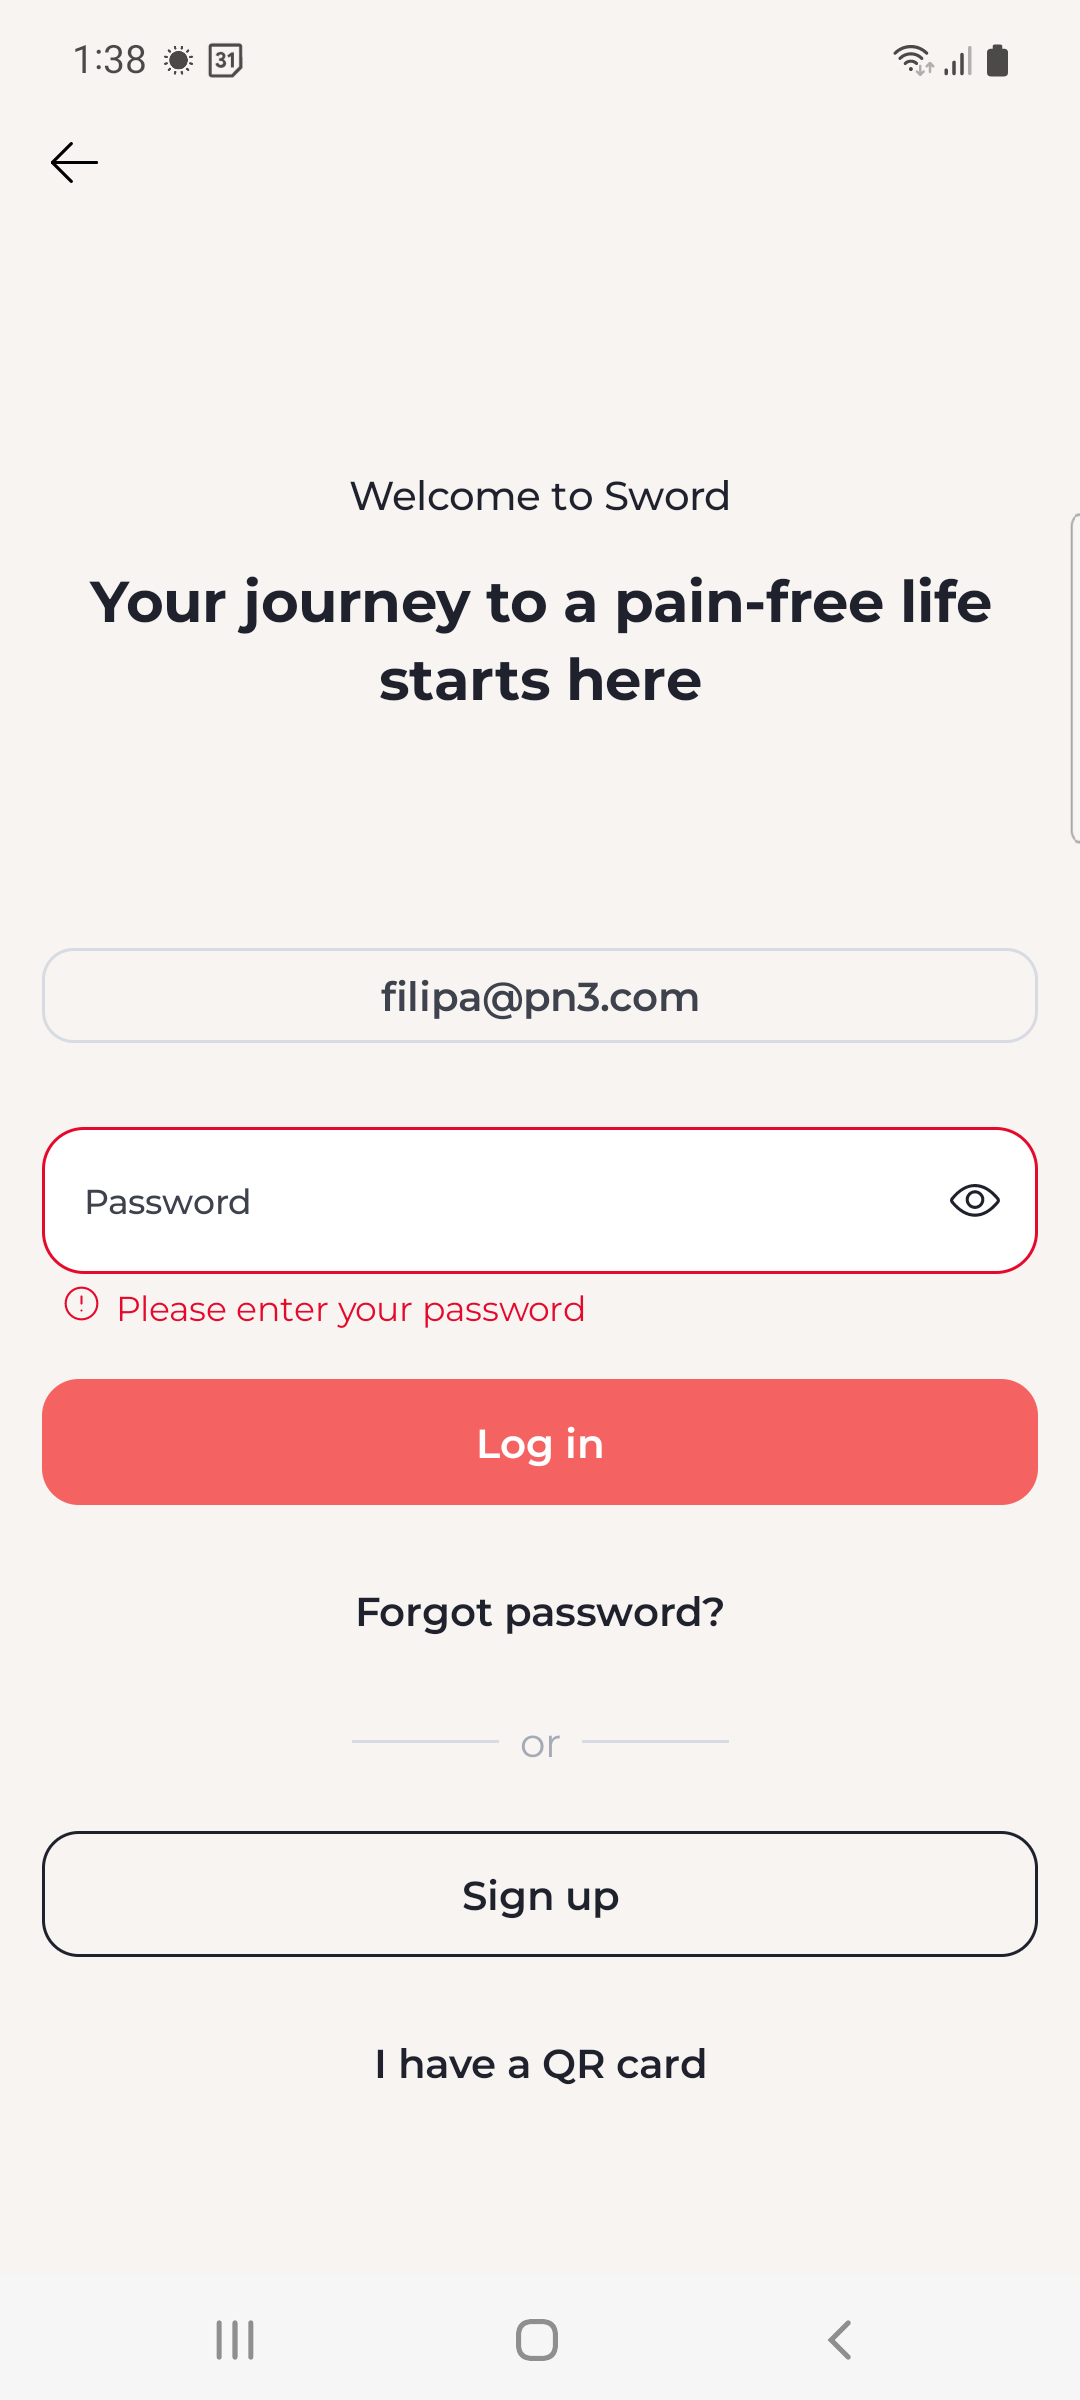 1:38
31
Welcome to Sword
Your journey to a pain-free life
starts here
filipa@pn3.com
Password
Please enter your password
Log in
Forgot password?
or
Sign up
I have a QR card